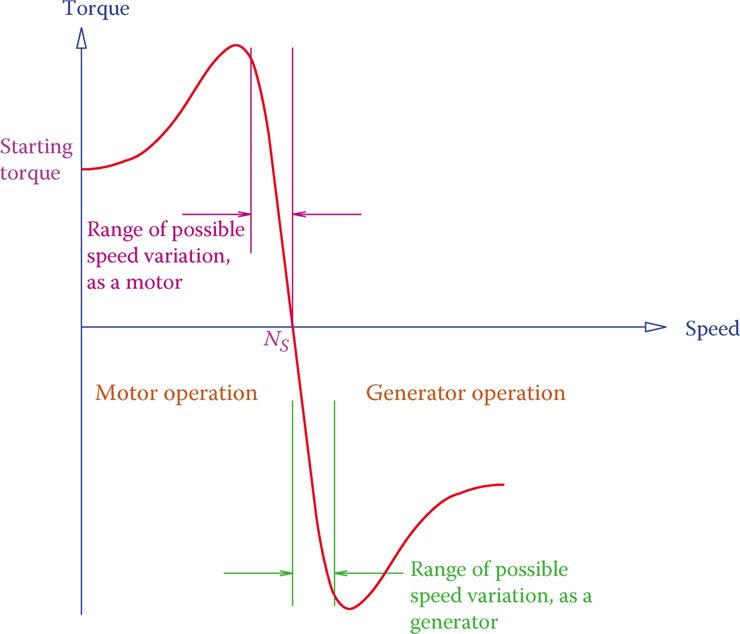 Torque
Starting
torque
Range of possible
speed variation,
as a motor
N_S
Speed
Motor operation
Generator operation
Range of possible
speed variation, as a
generator